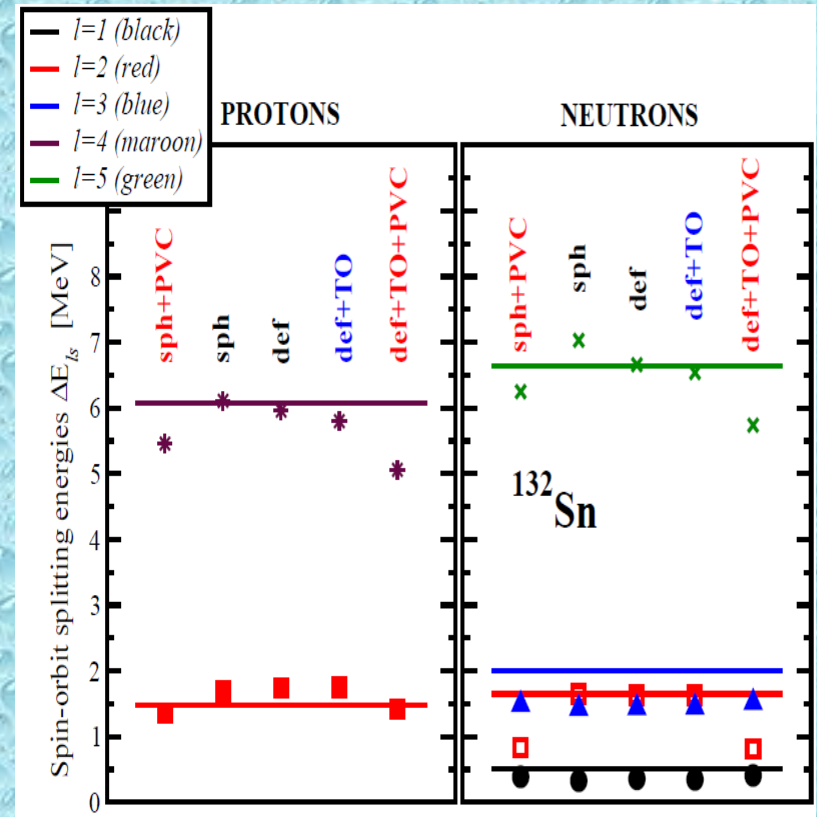 l=1 (black)
l=2 (red)
l=3 (blue)
l=4 (maroon)
l=5 (green)
PROTONS
NEUTRONS
Spin-orbit splitting energies ΔE_ls [MeV]
8
7
6
5
4
3
2
1
0
sph+PVC
sph
def
def+TO
def+TO+PVC
sph+PVC
sph
def
def+TO
def+TO+PVC
¹³²Sn